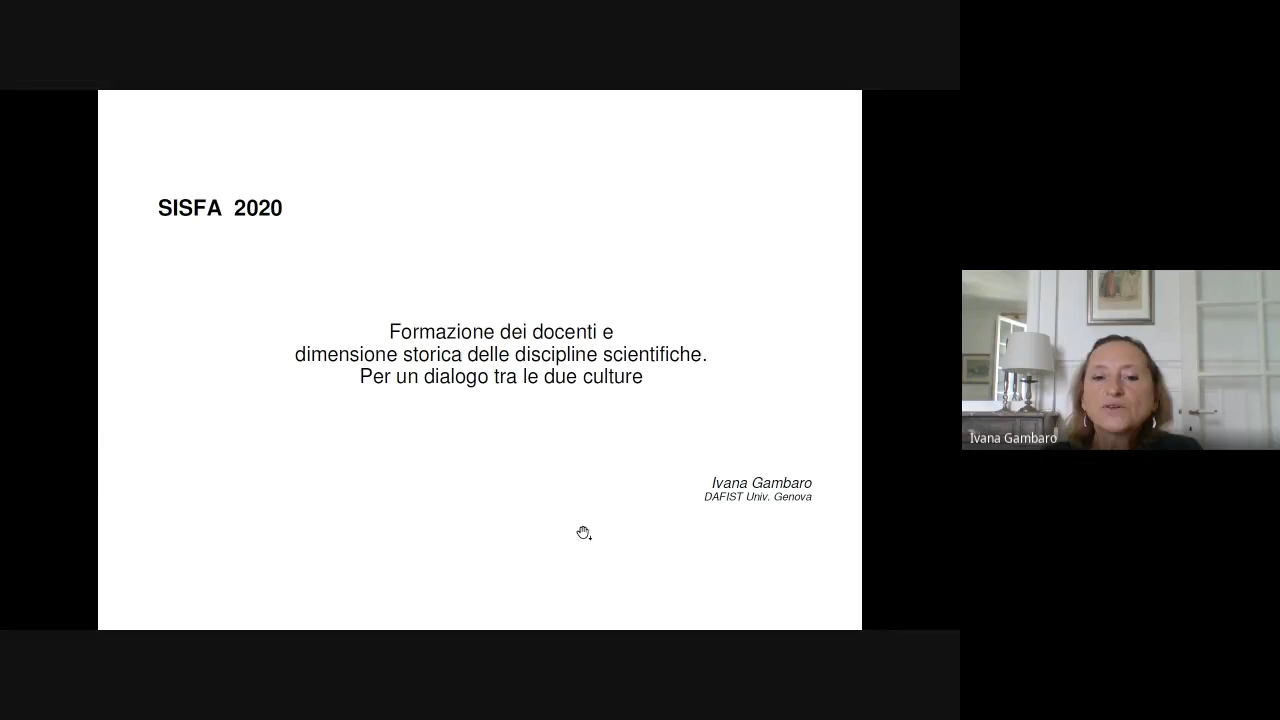 SISFA 2020
Formazione dei docenti e
dimensione storica delle discipline scientifiche.
Per un dialogo tra le due culture
Ivana Gambaro
DAFIST Univ. Genova
Ivana Gambaro